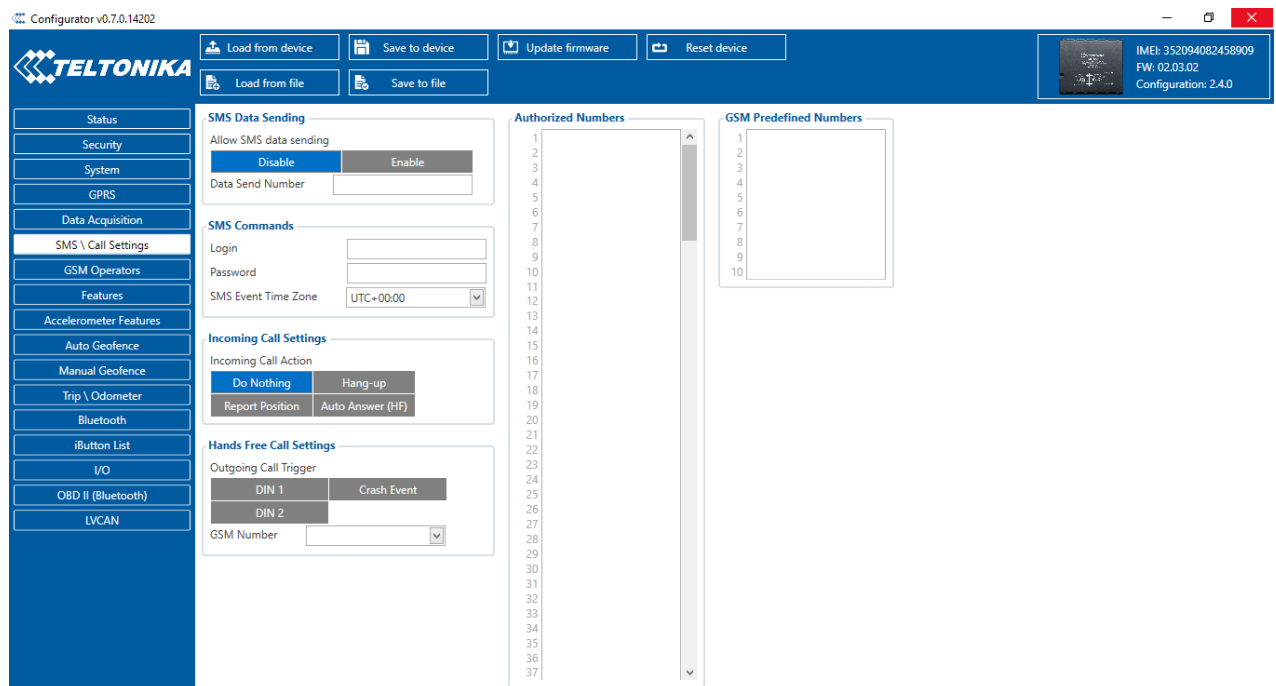 Configurator v0.7.0.14202
TELTONIKA
Load from device
Save to device
Update firmware
Reset device
Load from file
Save to file
IMEI: 352094082458909
FW: 02.03.02
Configuration: 2.4.0
Status
Security
System
GPRS
Data Acquisition
SMS \ Call Settings
GSM Operators
Features
Accelerometer Features
Auto Geofence
Manual Geofence
Trip \ Odometer
Bluetooth
iButton List
I/O
OBD II (Bluetooth)
LVCAN
SMS Data Sending
Allow SMS data sending
Disable Enable
Data Send Number
SMS Commands
Login
Password
SMS Event Time Zone UTC+00:00
Incoming Call Settings
Incoming Call Action
Do Nothing Hang-up
Report Position Auto Answer (HF)
Hands Free Call Settings
Outgoing Call Trigger
DIN 1 Crash Event
DIN 2
GSM Number
Authorized Numbers
1
2
3
4
5
6
7
8
9
10
11
12
13
14
15
16
17
18
19
20
21
22
23
24
25
26
27
28
29
30
31
32
33
34
35
36
37
GSM Predefined Numbers
1
2
3
4
5
6
7
8
9
10